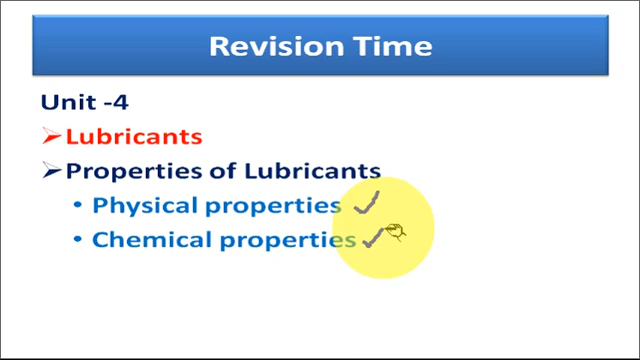 Revision Time
Unit -4
➢Lubricants
➢Properties of Lubricants
• Physical properties ✓
• Chemical properties ✓